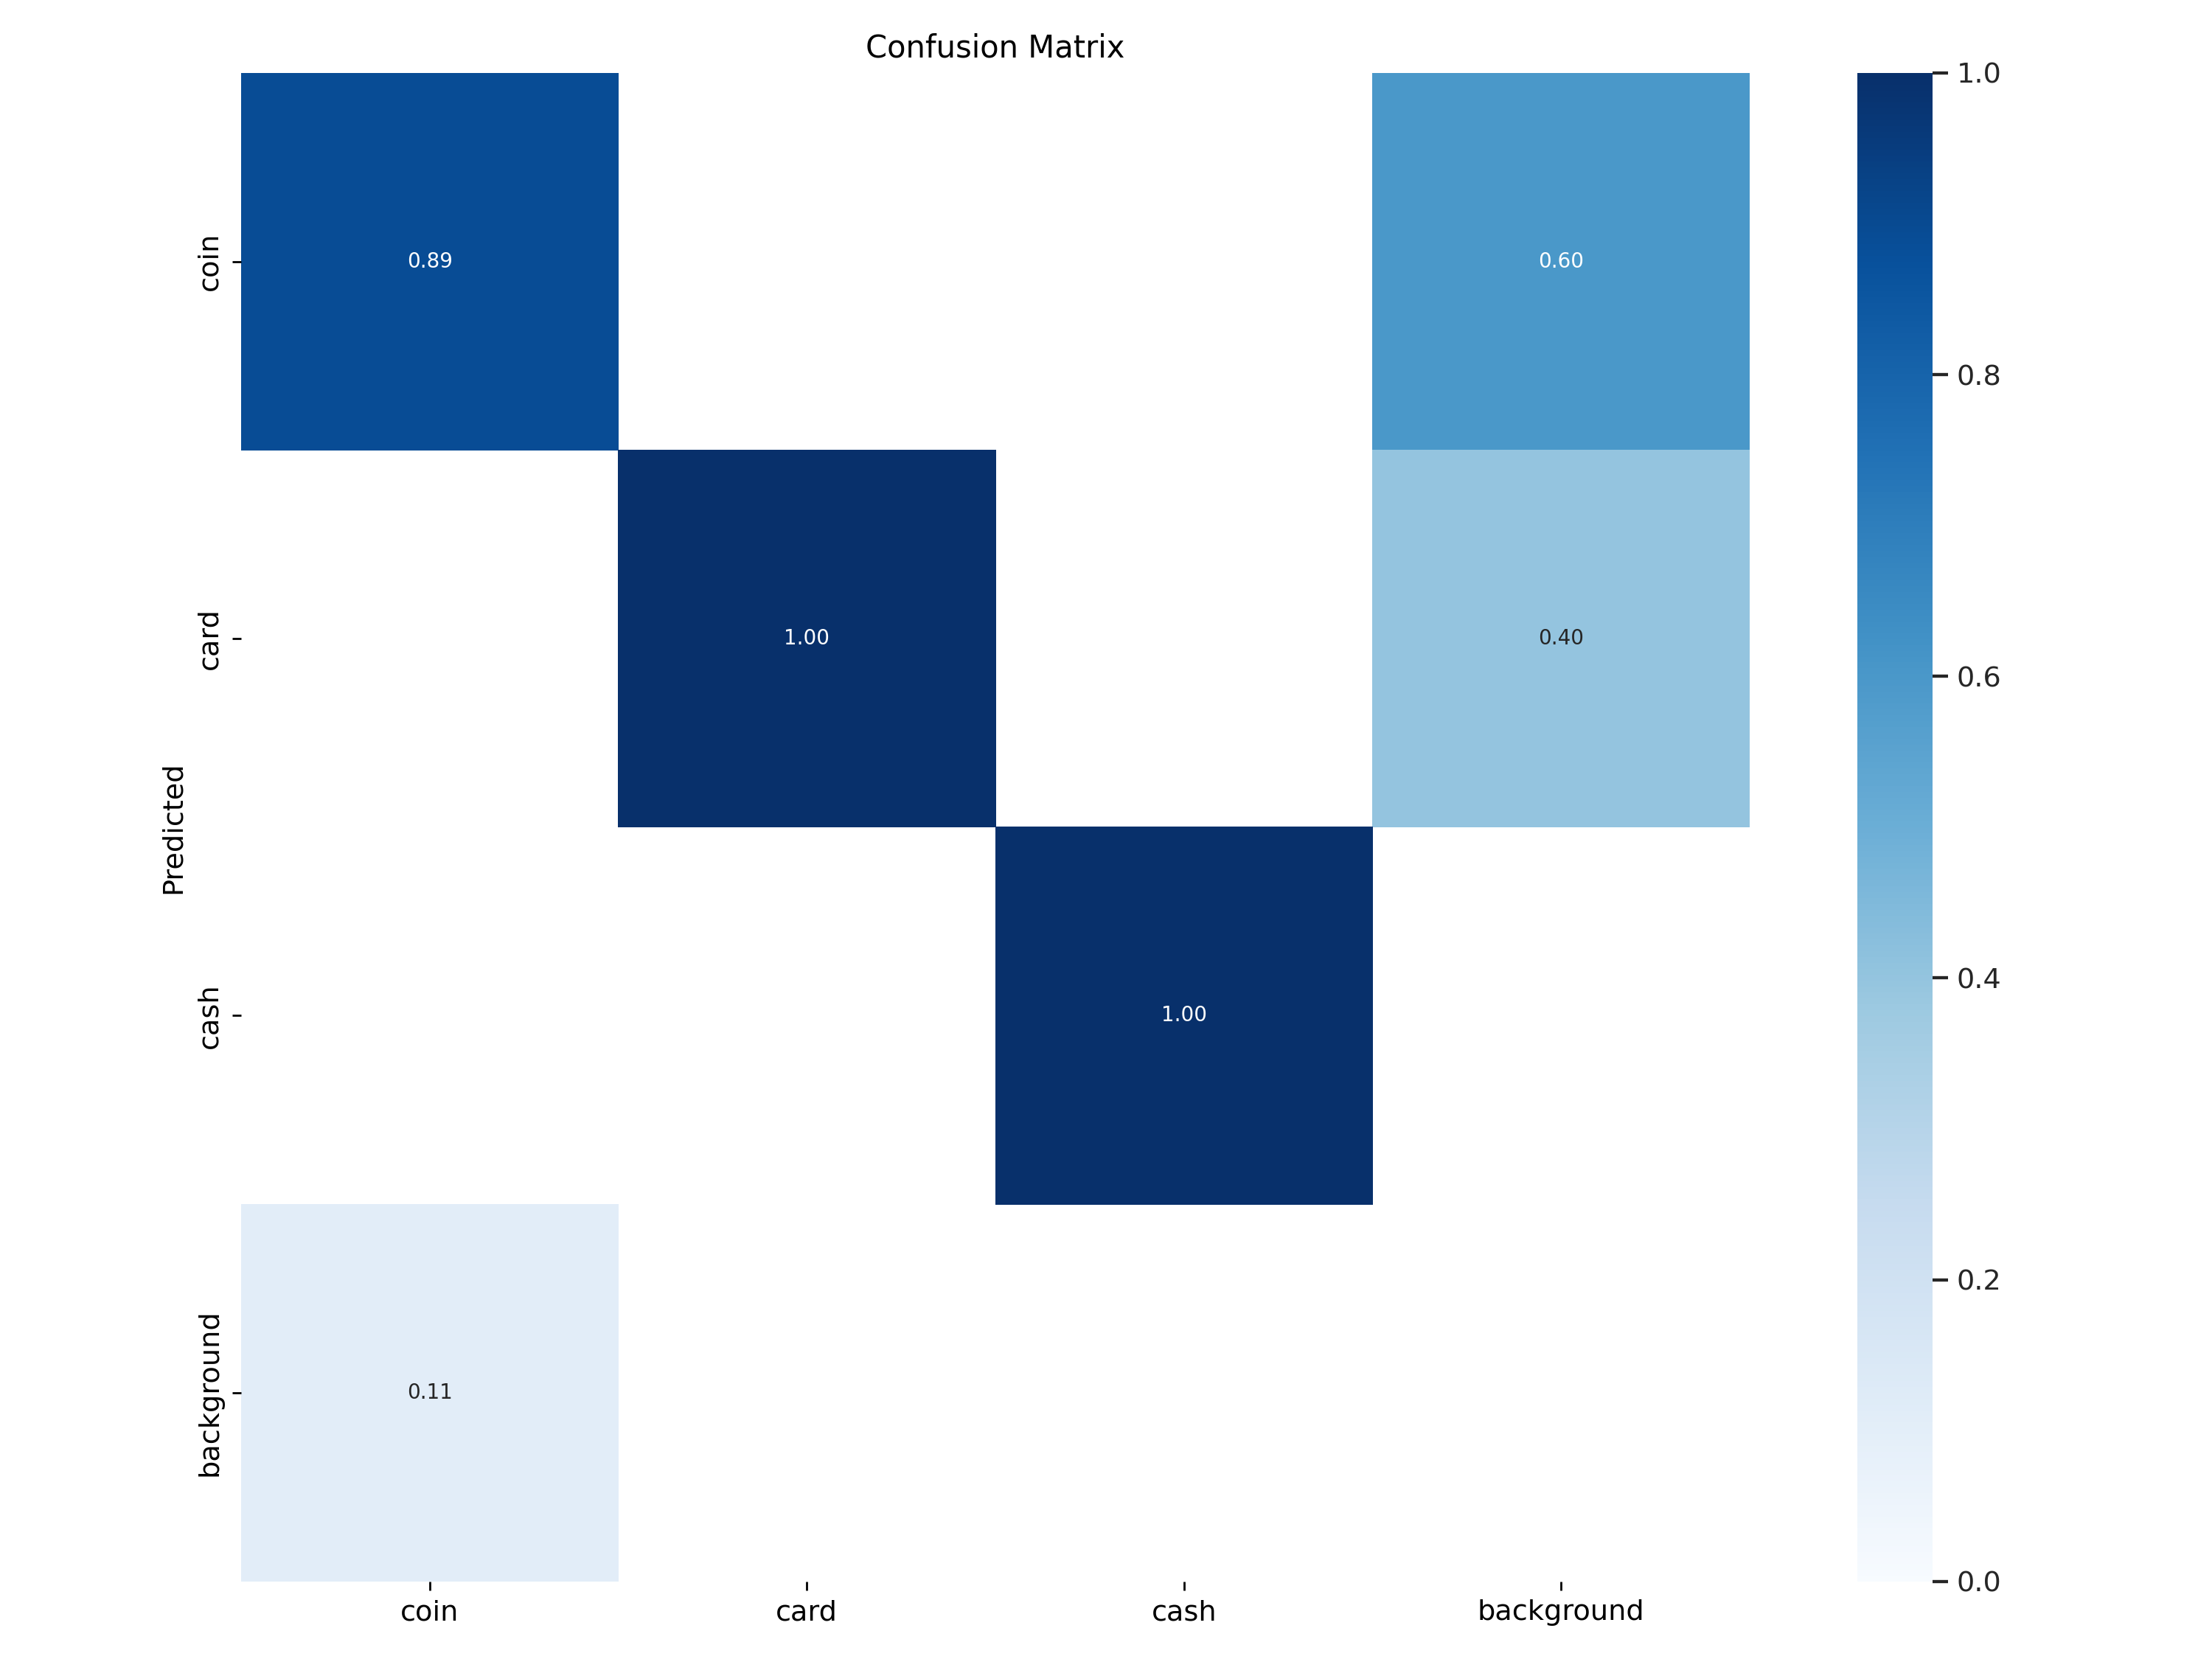 Confusion Matrix
coin
card
cash
background
Predicted
0.89
0.60
1.00
0.40
1.00
0.11
coin
card
cash
background
1.0
0.8
0.6
0.4
0.2
0.0